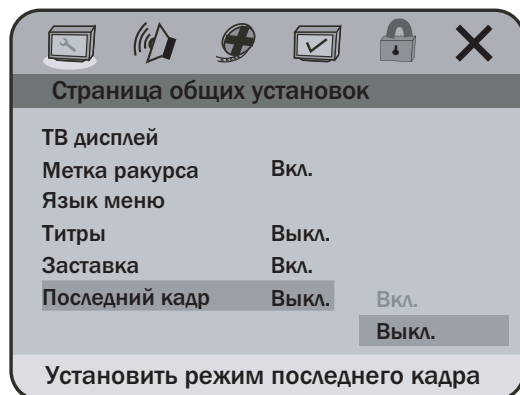 Страница общих установок
ТВ дисплей
Метка ракурса Вкл.
Язык меню
Титры Выкл.
Заставка Вкл.
Последний кадр Выкл. Вкл.
Выкл.
Установить режим последнего кадра